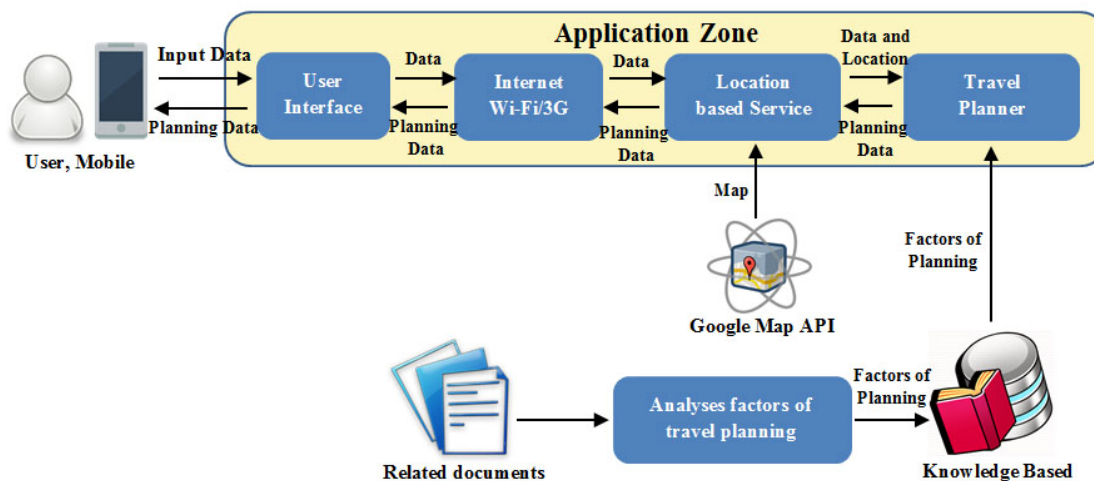 Application Zone
Input Data
Planning Data
User, Mobile
User
Interface
Data
Planning
Data
Internet
Wi-Fi/3G
Data
Planning
Data
Location
based Service
Data and
Location
Planning
Data
Travel
Planner
Map
Google Map API
Factors of
Planning
Related documents
Analyses factors of
travel planning
Factors of
Planning
Knowledge Based